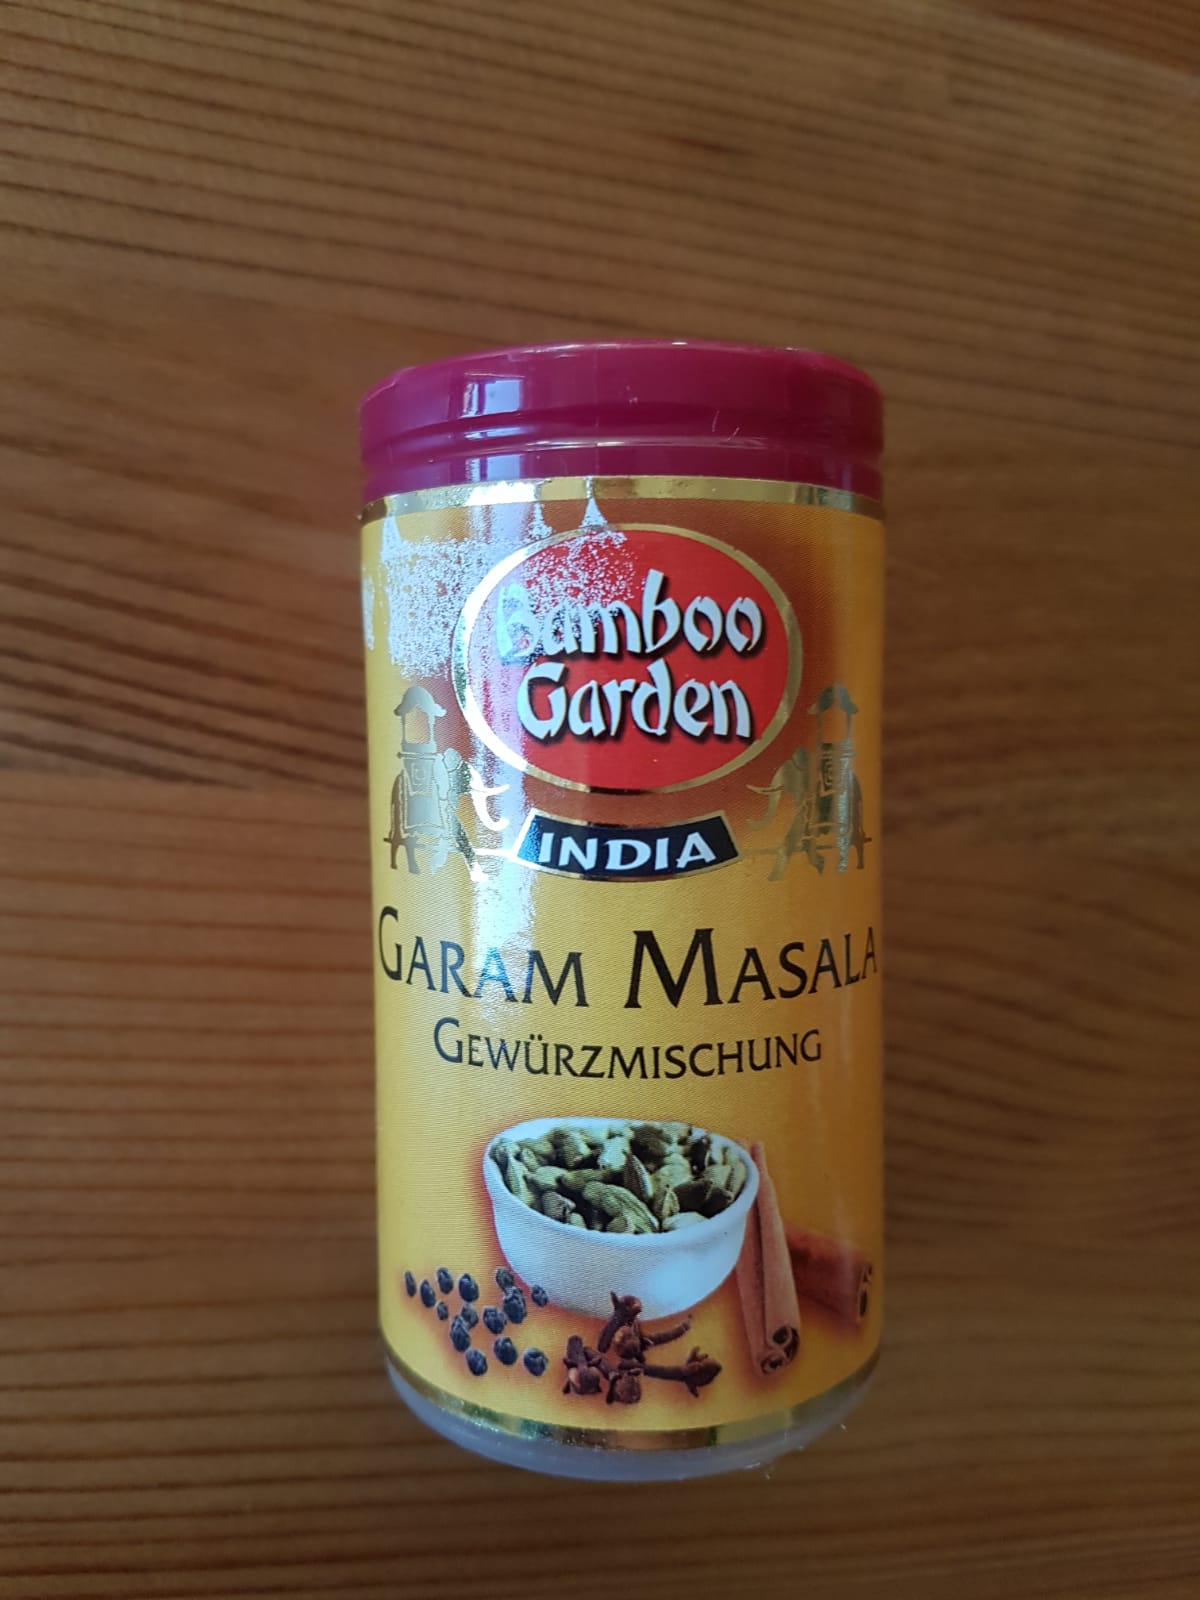 Bamboo
Garden
INDIA
GARAM MASALA
GEWÜRZMISCHUNG